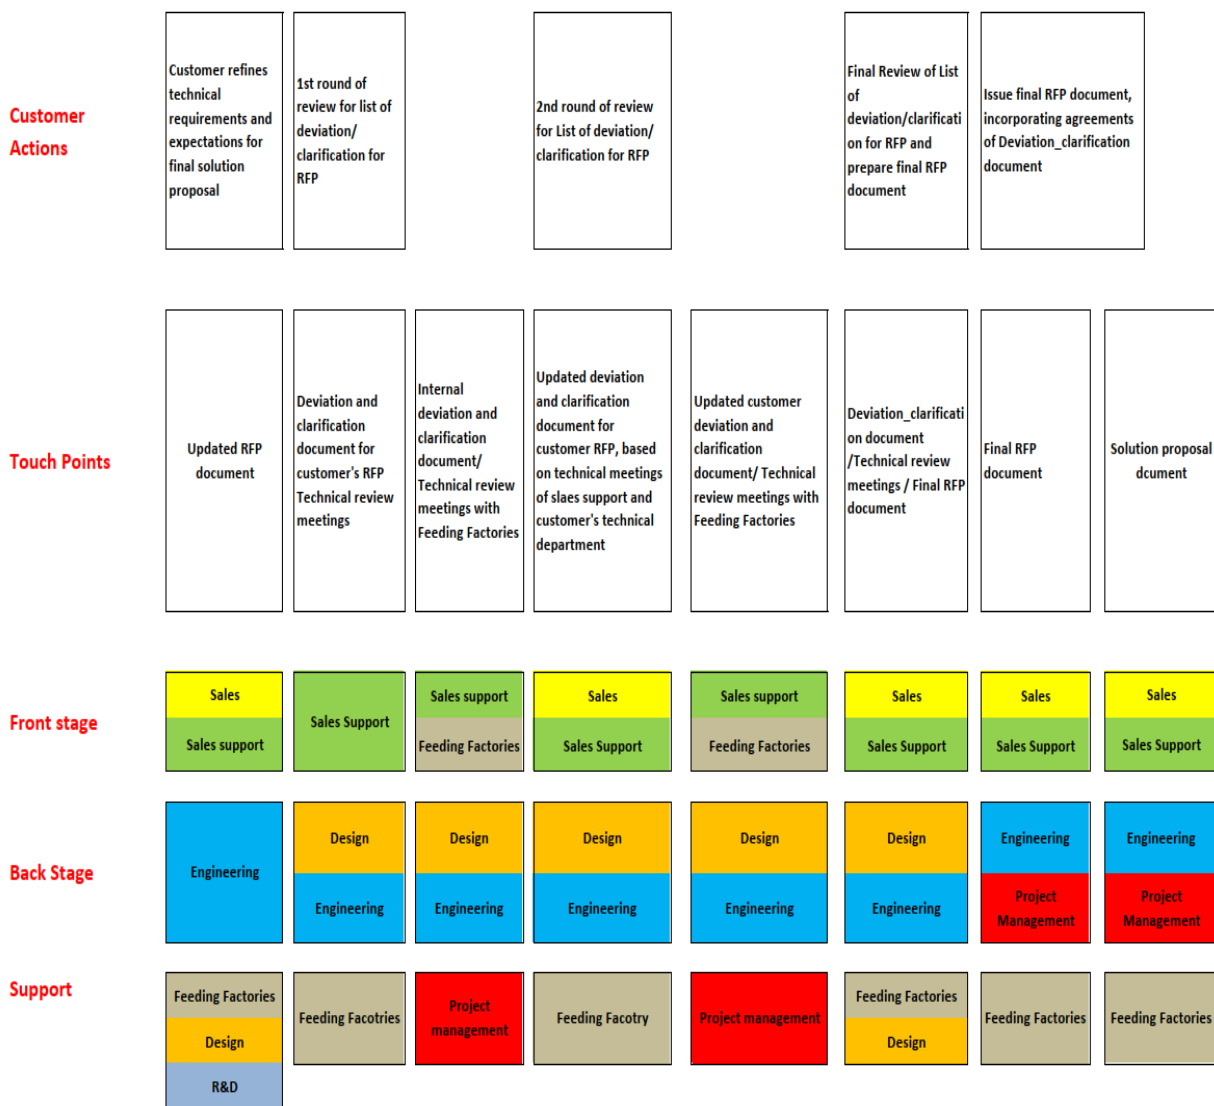 Customer
Actions
Customer refines
technical
requirements and
expectations for
final solution
proposal
1st round of
review for list of
deviation/
clarification for
RFP
2nd round of review
for List of deviation/
clarification for RFP
Final Review of List
of
deviation/clarificati
on for RFP and
prepare final RFP
document
Issue final RFP document,
incorporating agreements
of Deviation_clarification
document
Touch Points
Updated RFP
document
Deviation and
clarification
document for
customer's RFP
Technical review
meetings
Internal
deviation and
clarification
document/
Technical review
meetings with
Feeding Factories
Updated deviation
and clarification
document for
customer RFP, based
on technical meetings
of slaes support and
customer's technical
department
Updated customer
deviation and
clarification
document/ Technical
review meetings with
Feeding Factories
Deviation_clarificati
on document
/Technical review
meetings / Final RFP
document
Final RFP
document
Solution proposal
dcument
Front stage
Sales
Sales support
Sales Support
Sales support
Feeding Factories
Sales
Sales Support
Sales support
Feeding Factories
Sales
Sales Support
Sales
Sales Support
Sales
Sales Support
Back Stage
Engineering
Design
Engineering
Design
Engineering
Design
Engineering
Design
Engineering
Design
Engineering
Engineering
Project
Management
Engineering
Project
Management
Support
Feeding Factories
Design
R&D
Feeding Facotries
Project
management
Feeding Facotry
Project management
Feeding Factories
Design
Feeding Factories
Feeding Factories